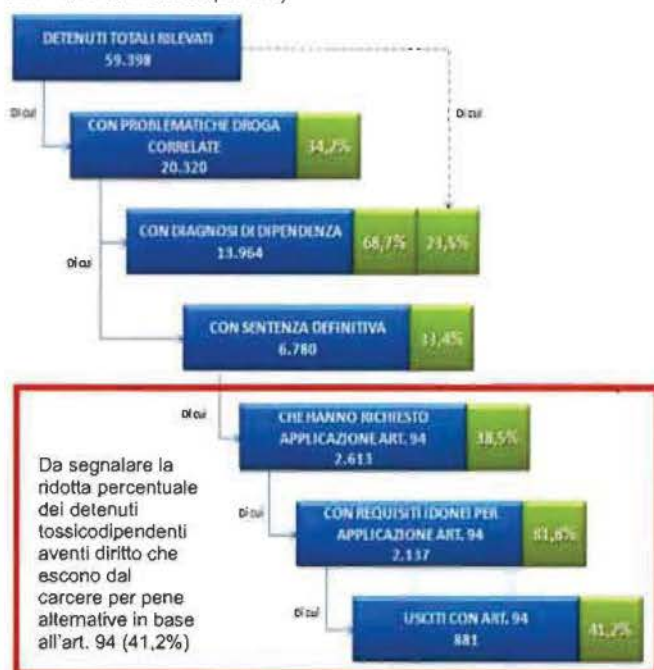 DETENUTI TOTALI RILEVATI
59.398
Di cui
Di cui
CON PROBLEMATICHE DROGA
CORRELATE
20.320
34,2%
CON DIAGNOSI DI DIPENDENZA
13.964
68,7%
23,5%
Di cui
CON SENTENZA DEFINITIVA
6.780
33,4%
Di cui
CHE HANNO RICHIESTO
APPLICAZIONE ART. 94
2.613
38,5%
Da segnalare la
ridotta percentuale
dei detenuti
tossicodipendenti
aventi diritto che
escono dal
carcere per pene
alternative in base
all'art. 94 (41,2%)
Di cui
CON REQUISITI IDONEI PER
APPLICAZIONE ART. 94
2.137
81,8%
Di cui
USCITI CON ART. 94
881
41,2%